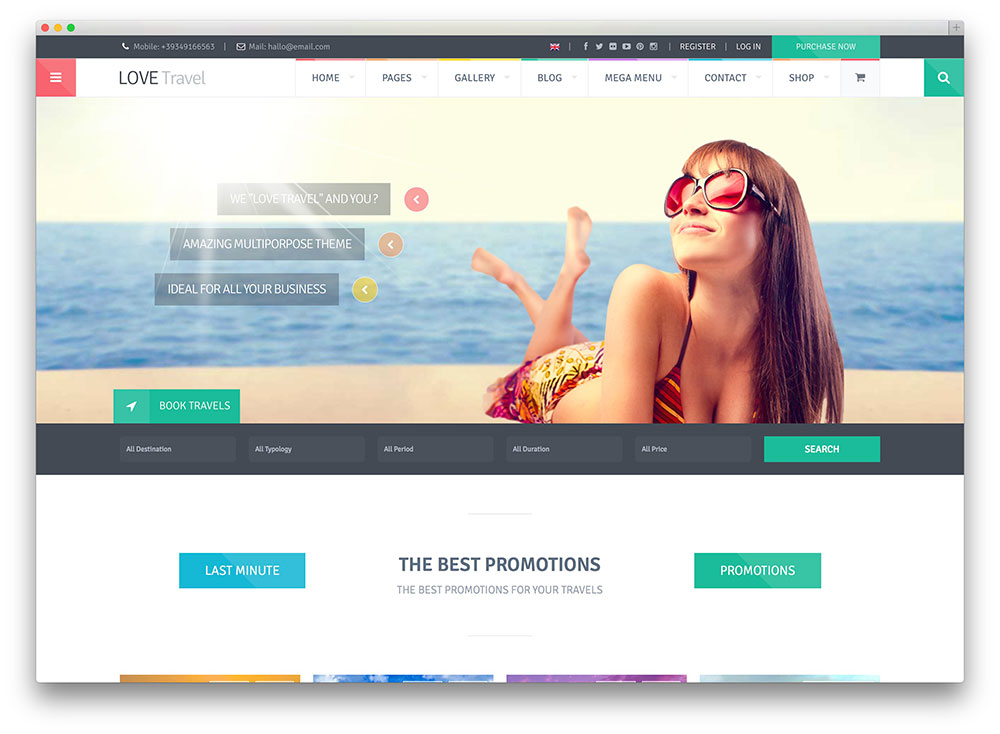 Mobile: +39349166563 | Mail: hallo@email.com | | REGISTER | LOG IN PURCHASE NOW
LOVE Travel HOME PAGES GALLERY BLOG MEGA MENU CONTACT SHOP
WE "LOVE TRAVEL" AND YOU ?
AMAZING MULTIPORPOSE THEME
IDEAL FOR ALL YOUR BUSINESS
BOOK TRAVELS
All Destination All Typology All Period All Duration All Price SEARCH
LAST MINUTE THE BEST PROMOTIONS PROMOTIONS
THE BEST PROMOTIONS FOR YOUR TRAVELS